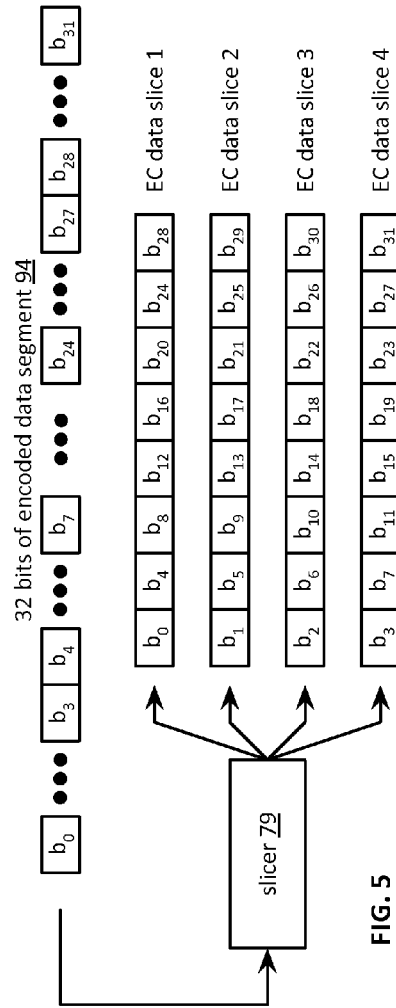 32 bits of encoded data segment 94
b0 ●●● b3 b4 ●●● b7 ●●● b24 ●●● b27 b28 ●●● b31
b0 b4 b8 b12 b16 b20 b24 b28 EC data slice 1
b1 b5 b9 b13 b17 b21 b25 b29 EC data slice 2
b2 b6 b10 b14 b18 b22 b26 b30 EC data slice 3
b3 b7 b11 b15 b19 b23 b27 b31 EC data slice 4
slicer 79
FIG. 5